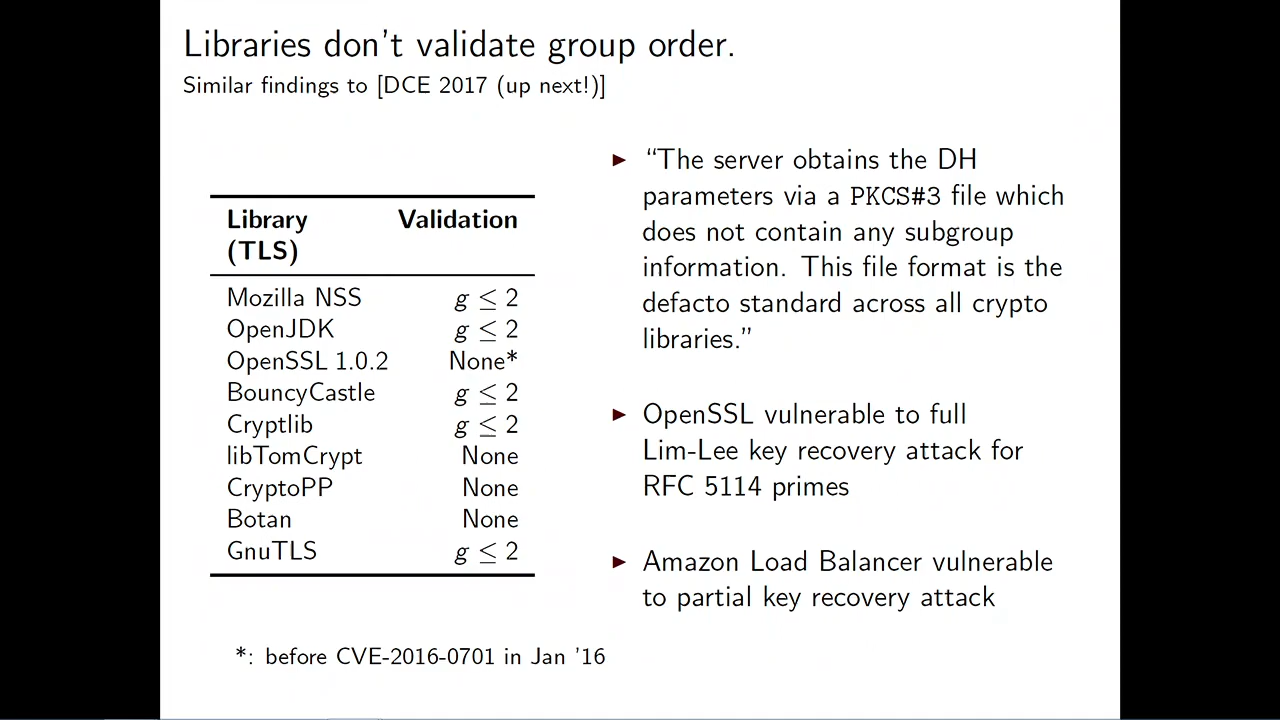 Libraries don't validate group order.
Similar findings to [DCE 2017 (up next!)]
Library Validation
(TLS)
Mozilla NSS g ≤ 2
OpenJDK g ≤ 2
OpenSSL 1.0.2 None*
BouncyCastle g ≤ 2
Cryptlib g ≤ 2
libTomCrypt None
CryptoPP None
Botan None
GnuTLS g ≤ 2
*: before CVE-2016-0701 in Jan '16
▶ “The server obtains the DH
parameters via a PKCS#3 file which
does not contain any subgroup
information. This file format is the
defacto standard across all crypto
libraries.”
▶ OpenSSL vulnerable to full
Lim-Lee key recovery attack for
RFC 5114 primes
▶ Amazon Load Balancer vulnerable
to partial key recovery attack